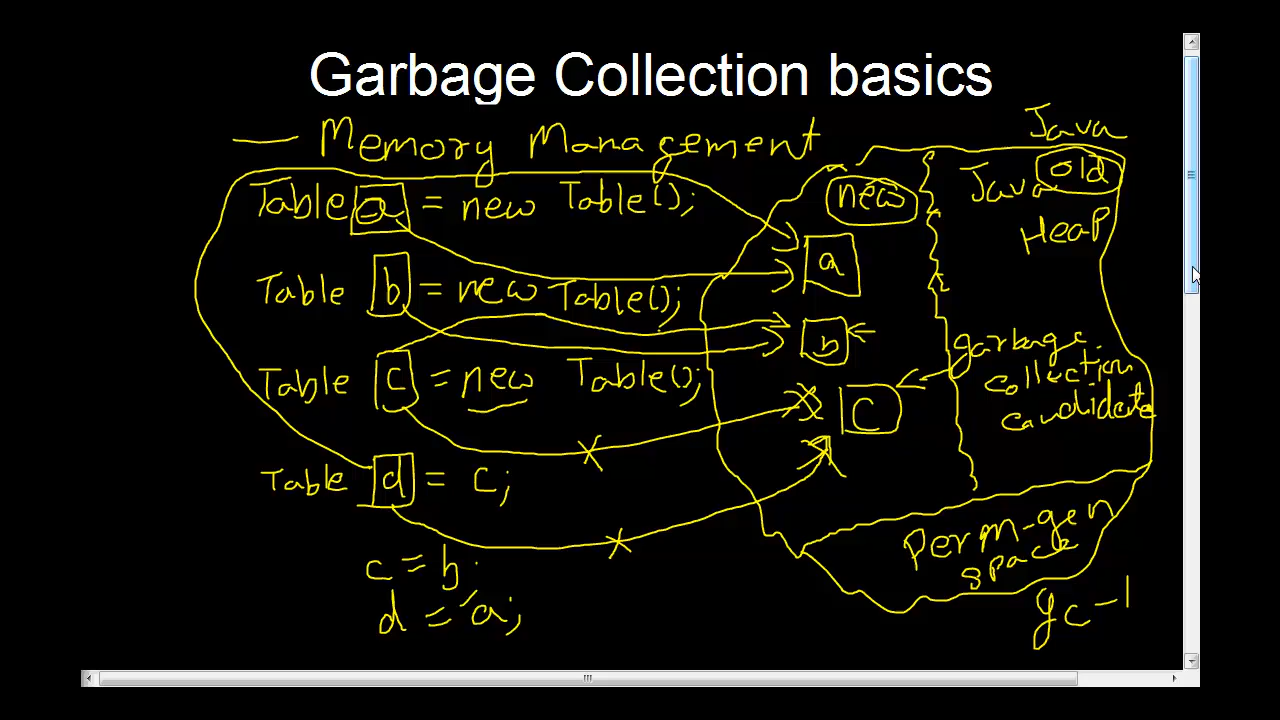 Garbage Collection basics
— Memory Management
Java
Table a = new Table();
new
Java old
Heap
a
Table b = new Table();
b
garbage
collection
candidate
Table c = new Table();
C
Table d = c;
c = b;
d = a;
Perm-gen
space
gc-1